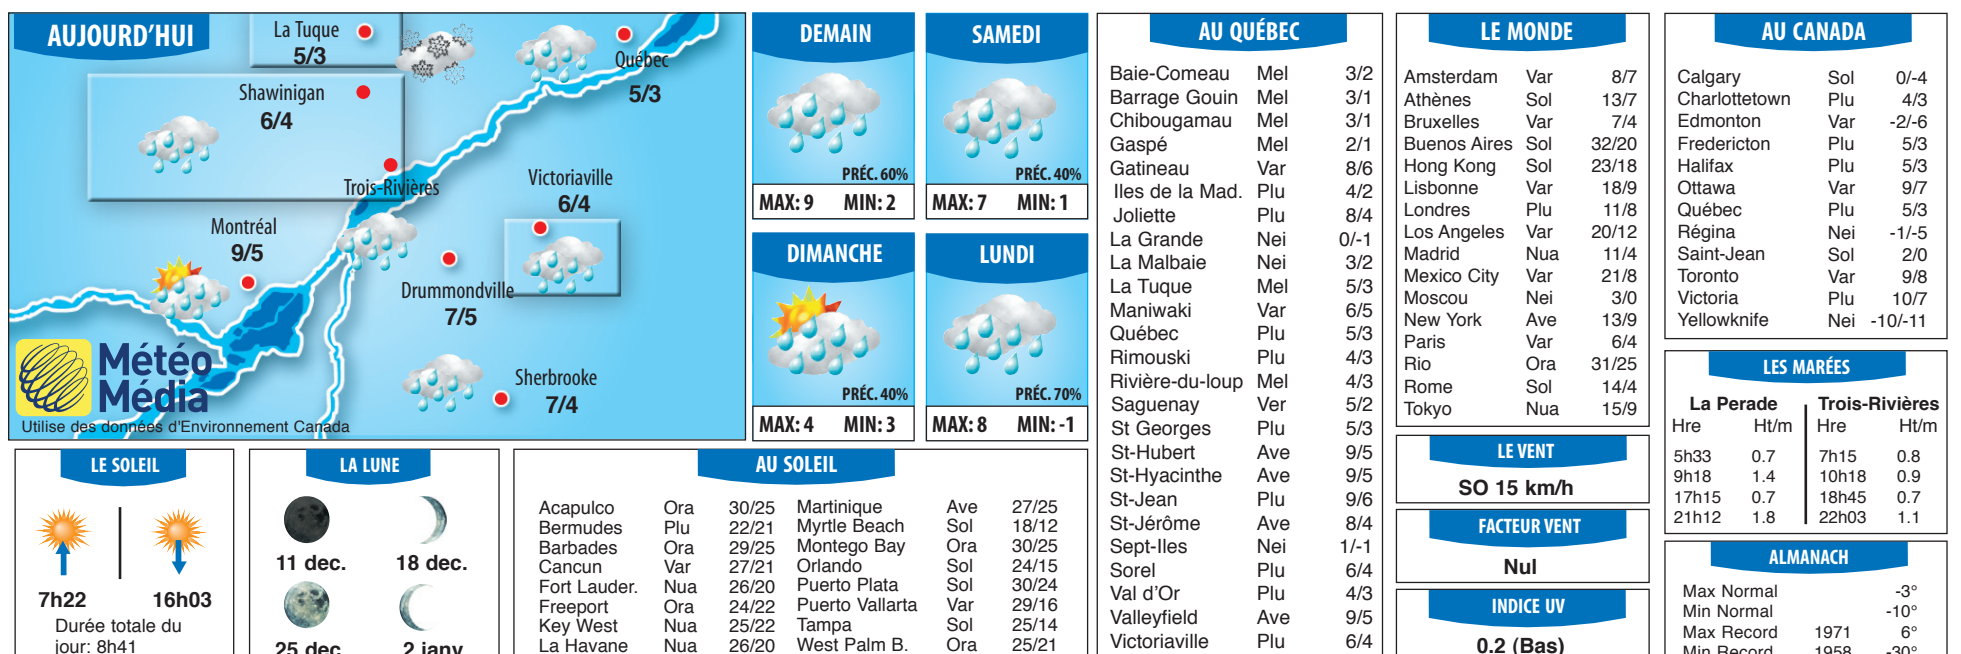 AUJOURD'HUI
La Tuque
5/3
Québec
5/3
Shawinigan
6/4
Trois-Rivières
Victoriaville
6/4
Montréal
9/5
Drummondville
7/5
Sherbrooke
7/4
Météo
Média
Utilise des données d'Environnement Canada
DEMAIN
PRÉC. 60%
MAX: 9 MIN: 2
SAMEDI
PRÉC. 40%
MAX: 7 MIN: 1
DIMANCHE
PRÉC. 40%
MAX: 4 MIN: 3
LUNDI
PRÉC. 70%
MAX: 8 MIN: -1
LE SOLEIL
7h22 16h03
Durée totale du
jour: 8h41
LA LUNE
11 dec. 18 dec.
25 dec 2 janv
AU SOLEIL
Acapulco Ora 30/25 Martinique Ave 27/25
Bermudes Plu 22/21 Myrtle Beach Sol 18/12
Barbades Ora 29/25 Montego Bay Ora 30/25
Cancun Var 27/21 Orlando Sol 24/15
Fort Lauder. Nua 26/20 Puerto Plata Sol 30/24
Freeport Ora 24/22 Puerto Vallarta Var 29/16
Key West Nua 25/22 Tampa Sol 25/14
La Havane Nua 26/20 West Palm B. Ora 25/21
AU QUÉBEC
Baie-Comeau Mel 3/2
Barrage Gouin Mel 3/1
Chibougamau Mel 3/1
Gaspé Mel 2/1
Gatineau Var 8/6
Iles de la Mad. Plu 4/2
Joliette Plu 8/4
La Grande Nei 0/-1
La Malbaie Nei 3/2
La Tuque Mel 5/3
Maniwaki Var 6/5
Québec Plu 5/3
Rimouski Plu 4/3
Rivière-du-loup Mel 4/3
Saguenay Ver 5/2
St Georges Plu 5/3
St-Hubert Ave 9/5
St-Hyacinthe Ave 9/5
St-Jean Plu 9/6
St-Jérôme Ave 8/4
Sept-Iles Nei 1/-1
Sorel Plu 6/4
Val d'Or Plu 4/3
Valleyfield Ave 9/5
Victoriaville Plu 6/4
LE MONDE
Amsterdam Var 8/7
Athènes Sol 13/7
Bruxelles Var 7/4
Buenos Aires Sol 32/20
Hong Kong Sol 23/18
Lisbonne Var 18/9
Londres Plu 11/8
Los Angeles Var 20/12
Madrid Nua 11/4
Mexico City Var 21/8
Moscou Nei 3/0
New York Ave 13/9
Paris Var 6/4
Rio Ora 31/25
Rome Sol 14/4
Tokyo Nua 15/9
LE VENT
SO 15 km/h
FACTEUR VENT
Nul
INDICE UV
0.2 (Bas)
AU CANADA
Calgary Sol 0/-4
Charlottetown Plu 4/3
Edmonton Var -2/-6
Fredericton Plu 5/3
Halifax Plu 5/3
Ottawa Var 9/7
Québec Plu 5/3
Régina Nei -1/-5
Saint-Jean Sol 2/0
Toronto Var 9/8
Victoria Plu 10/7
Yellowknife Nei -10/-11
LES MARÉES
La Perade Trois-Rivières
Hre Ht/m Hre Ht/m
5h33 0.7 7h15 0.8
9h18 1.4 10h18 0.9
17h15 0.7 18h45 0.7
21h12 1.8 22h03 1.1
ALMANACH
Max Normal -3°
Min Normal -10°
Max Record 1971 6°
Min Record 1958 -30°